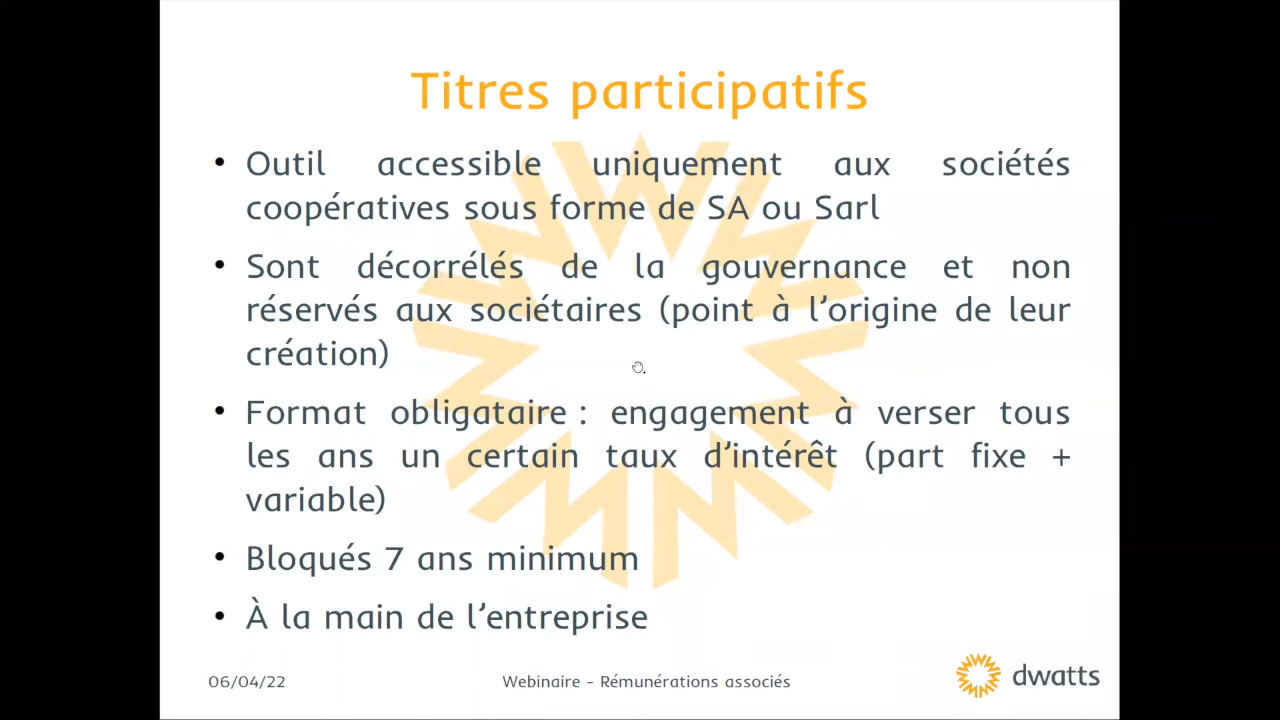 Titres participatifs
• Outil accessible uniquement aux sociétés
coopératives sous forme de SA ou Sarl
• Sont décorrélés de la gouvernance et non
réservés aux sociétaires (point à l’origine de leur
création)
• Format obligataire : engagement à verser tous
les ans un certain taux d’intérêt (part fixe +
variable)
• Bloqués 7 ans minimum
• À la main de l’entreprise
06/04/22
Webinaire - Rémunérations associés
dwatts